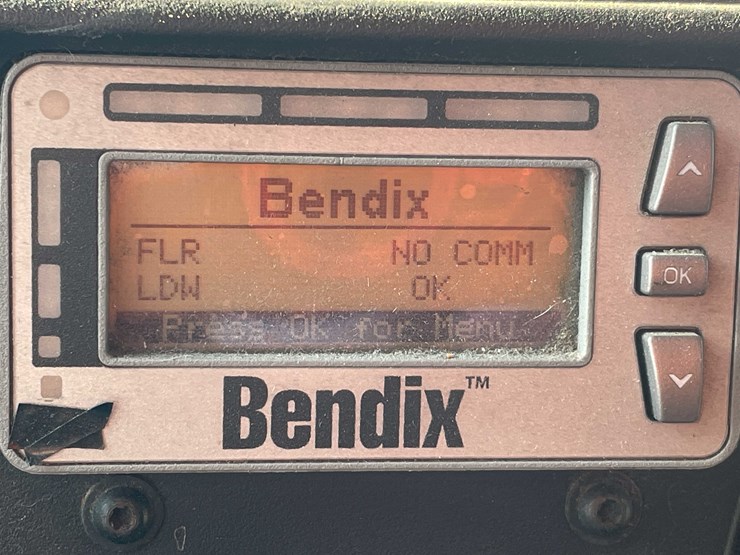 Bendix
FLR NO COMM
LDW OK
Press OK for Menu
OK
Bendix™